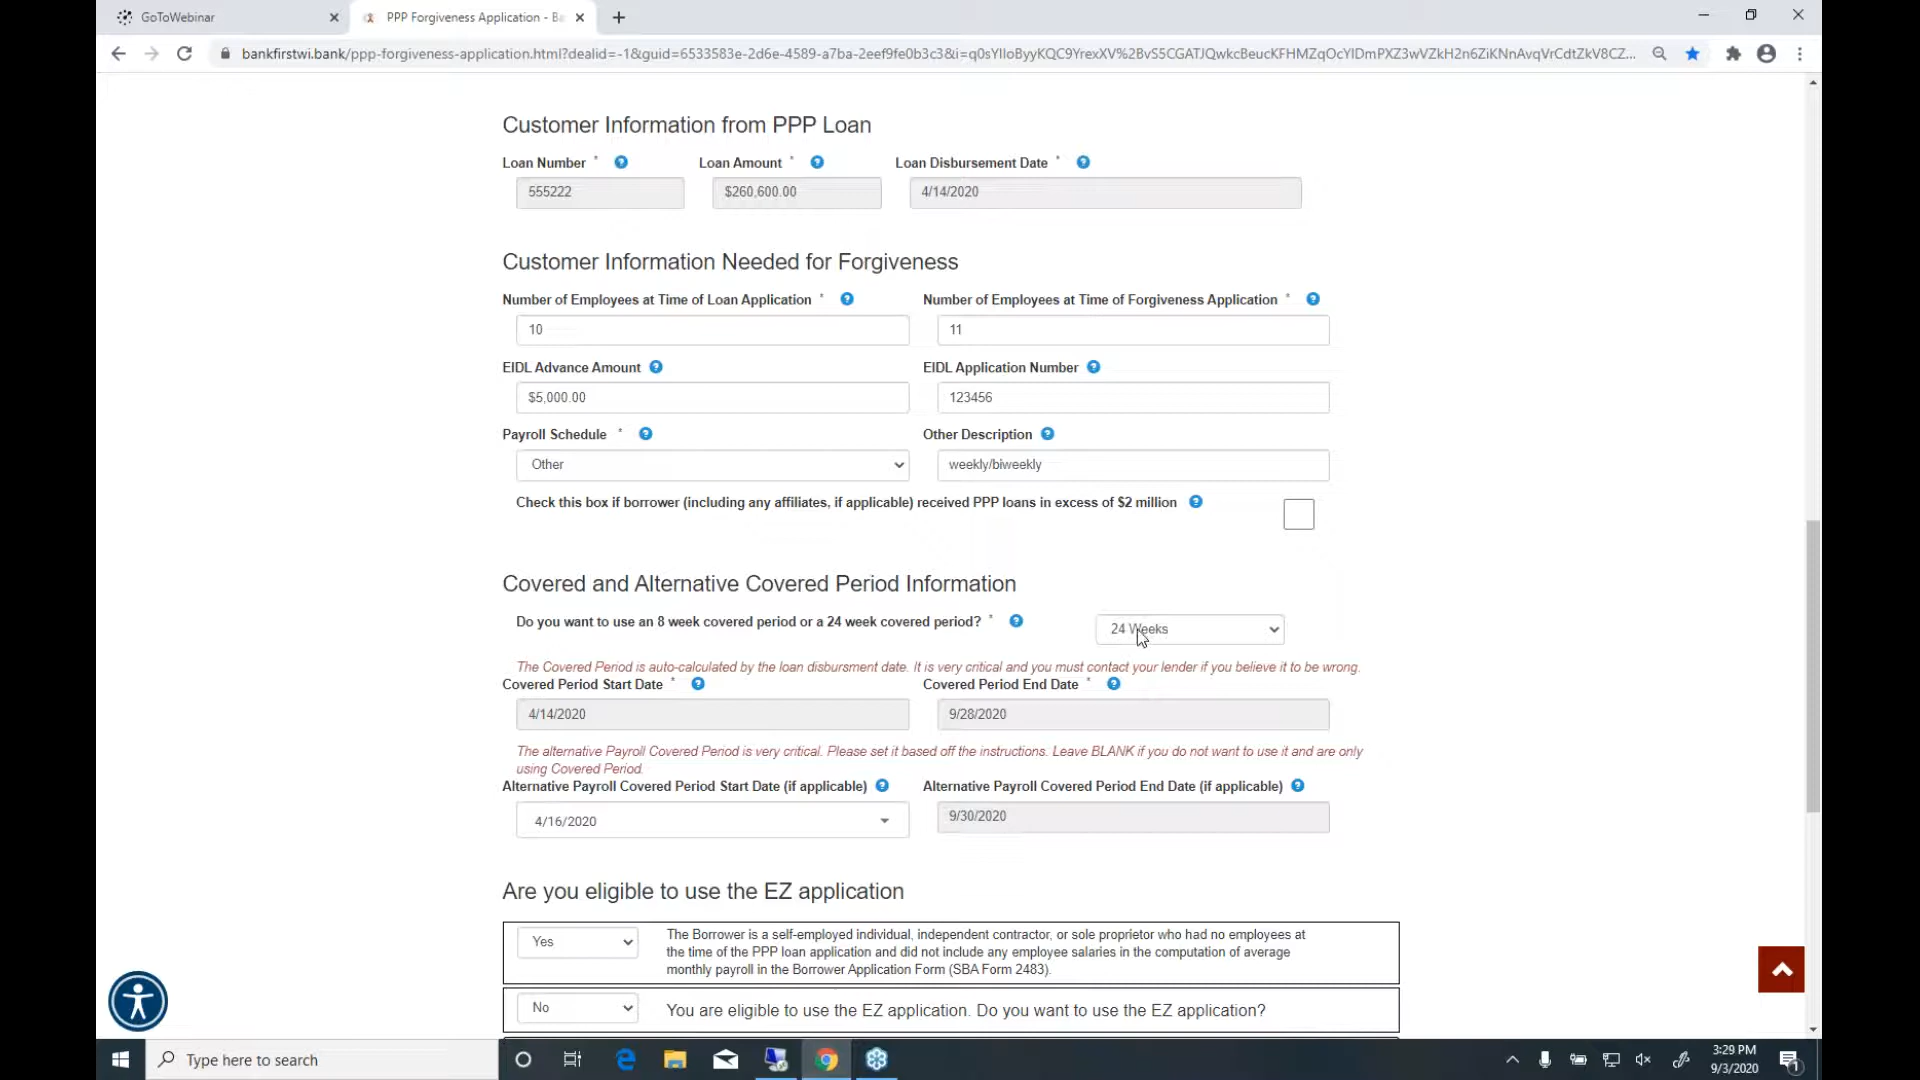 GoToWebinar
PPP Forgiveness Application - Ba
bankfirstwi.bank/ppp-forgiveness-application.html?dealid=-1&guid=6533583e-2d6e-4589-a7ba-2eef9fe0b3c3&i=
Customer Information from PPP Loan
Loan Number * Loan Amount * Loan Disbursement Date *
555222 $260,600.00 4/14/2020
Customer Information Needed for Forgiveness
Number of Employees at Time of Loan Application * Number of Employees at Time of Forgiveness Application *
10 11
EIDL Advance Amount EIDL Application Number
$5,000.00 123456
Payroll Schedule * Other Description
Other weekly/biweekly
Check this box if borrower (including any affiliates, if applicable) received PPP loans in excess of $2 million
Covered and Alternative Covered Period Information
Do you want to use an 8 week covered period or a 24 week covered period? *
24 Weeks
The Covered Period is auto-calculated by the loan disbursment date. It is very critical and you must contact your lender if you believe it to be wrong.
Covered Period Start Date * Covered Period End Date *
4/14/2020 9/28/2020
The alternative Payroll Covered Period is very critical. Please set it based off the instructions. Leave BLANK if you do not want to use it and are only
using Covered Period.
Alternative Payroll Covered Period Start Date (if applicable) Alternative Payroll Covered Period End Date (if applicable)
4/16/2020 9/30/2020
Are you eligible to use the EZ application
Yes
The Borrower is a self-employed individual, independent contractor, or sole proprietor who had no employees at
the time of the PPP loan application and did not include any employee salaries in the computation of average
monthly payroll in the Borrower Application Form (SBA Form 2483).
No
You are eligible to use the EZ application. Do you want to use the EZ application?
Type here to search
3:29 PM
9/3/2020
1